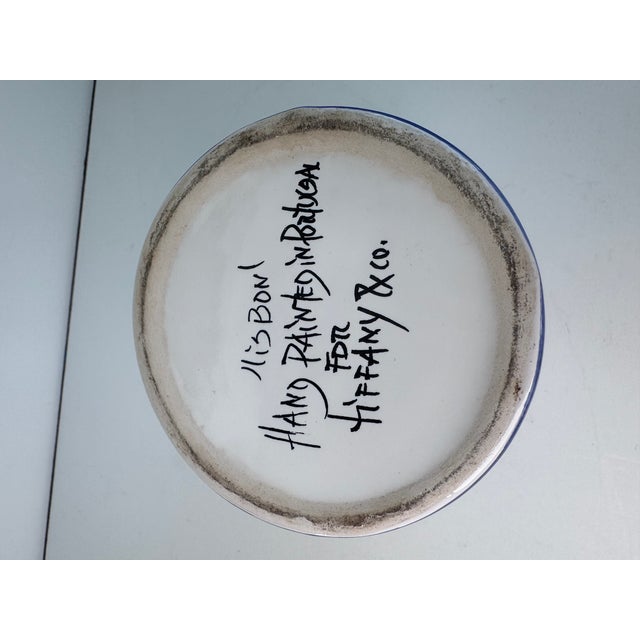 "LISBON"
HAND PAINTED IN PORTUGAL
FOR
TIFFANY & CO.